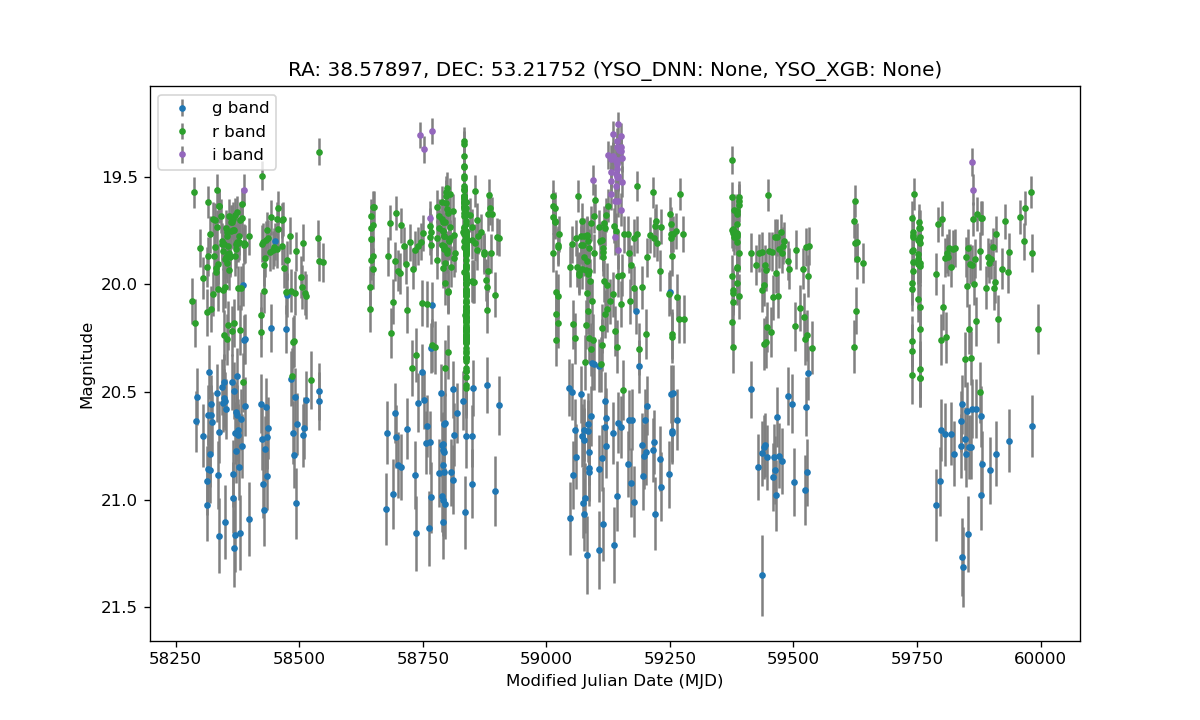 RA: 38.57897, DEC: 53.21752 (YSO_DNN: None, YSO_XGB: None)
g band
r band
i band
19.5
20.0
20.5
21.0
21.5
Magnitude
58250 58500 58750 59000 59250 59500 59750 60000
Modified Julian Date (MJD)